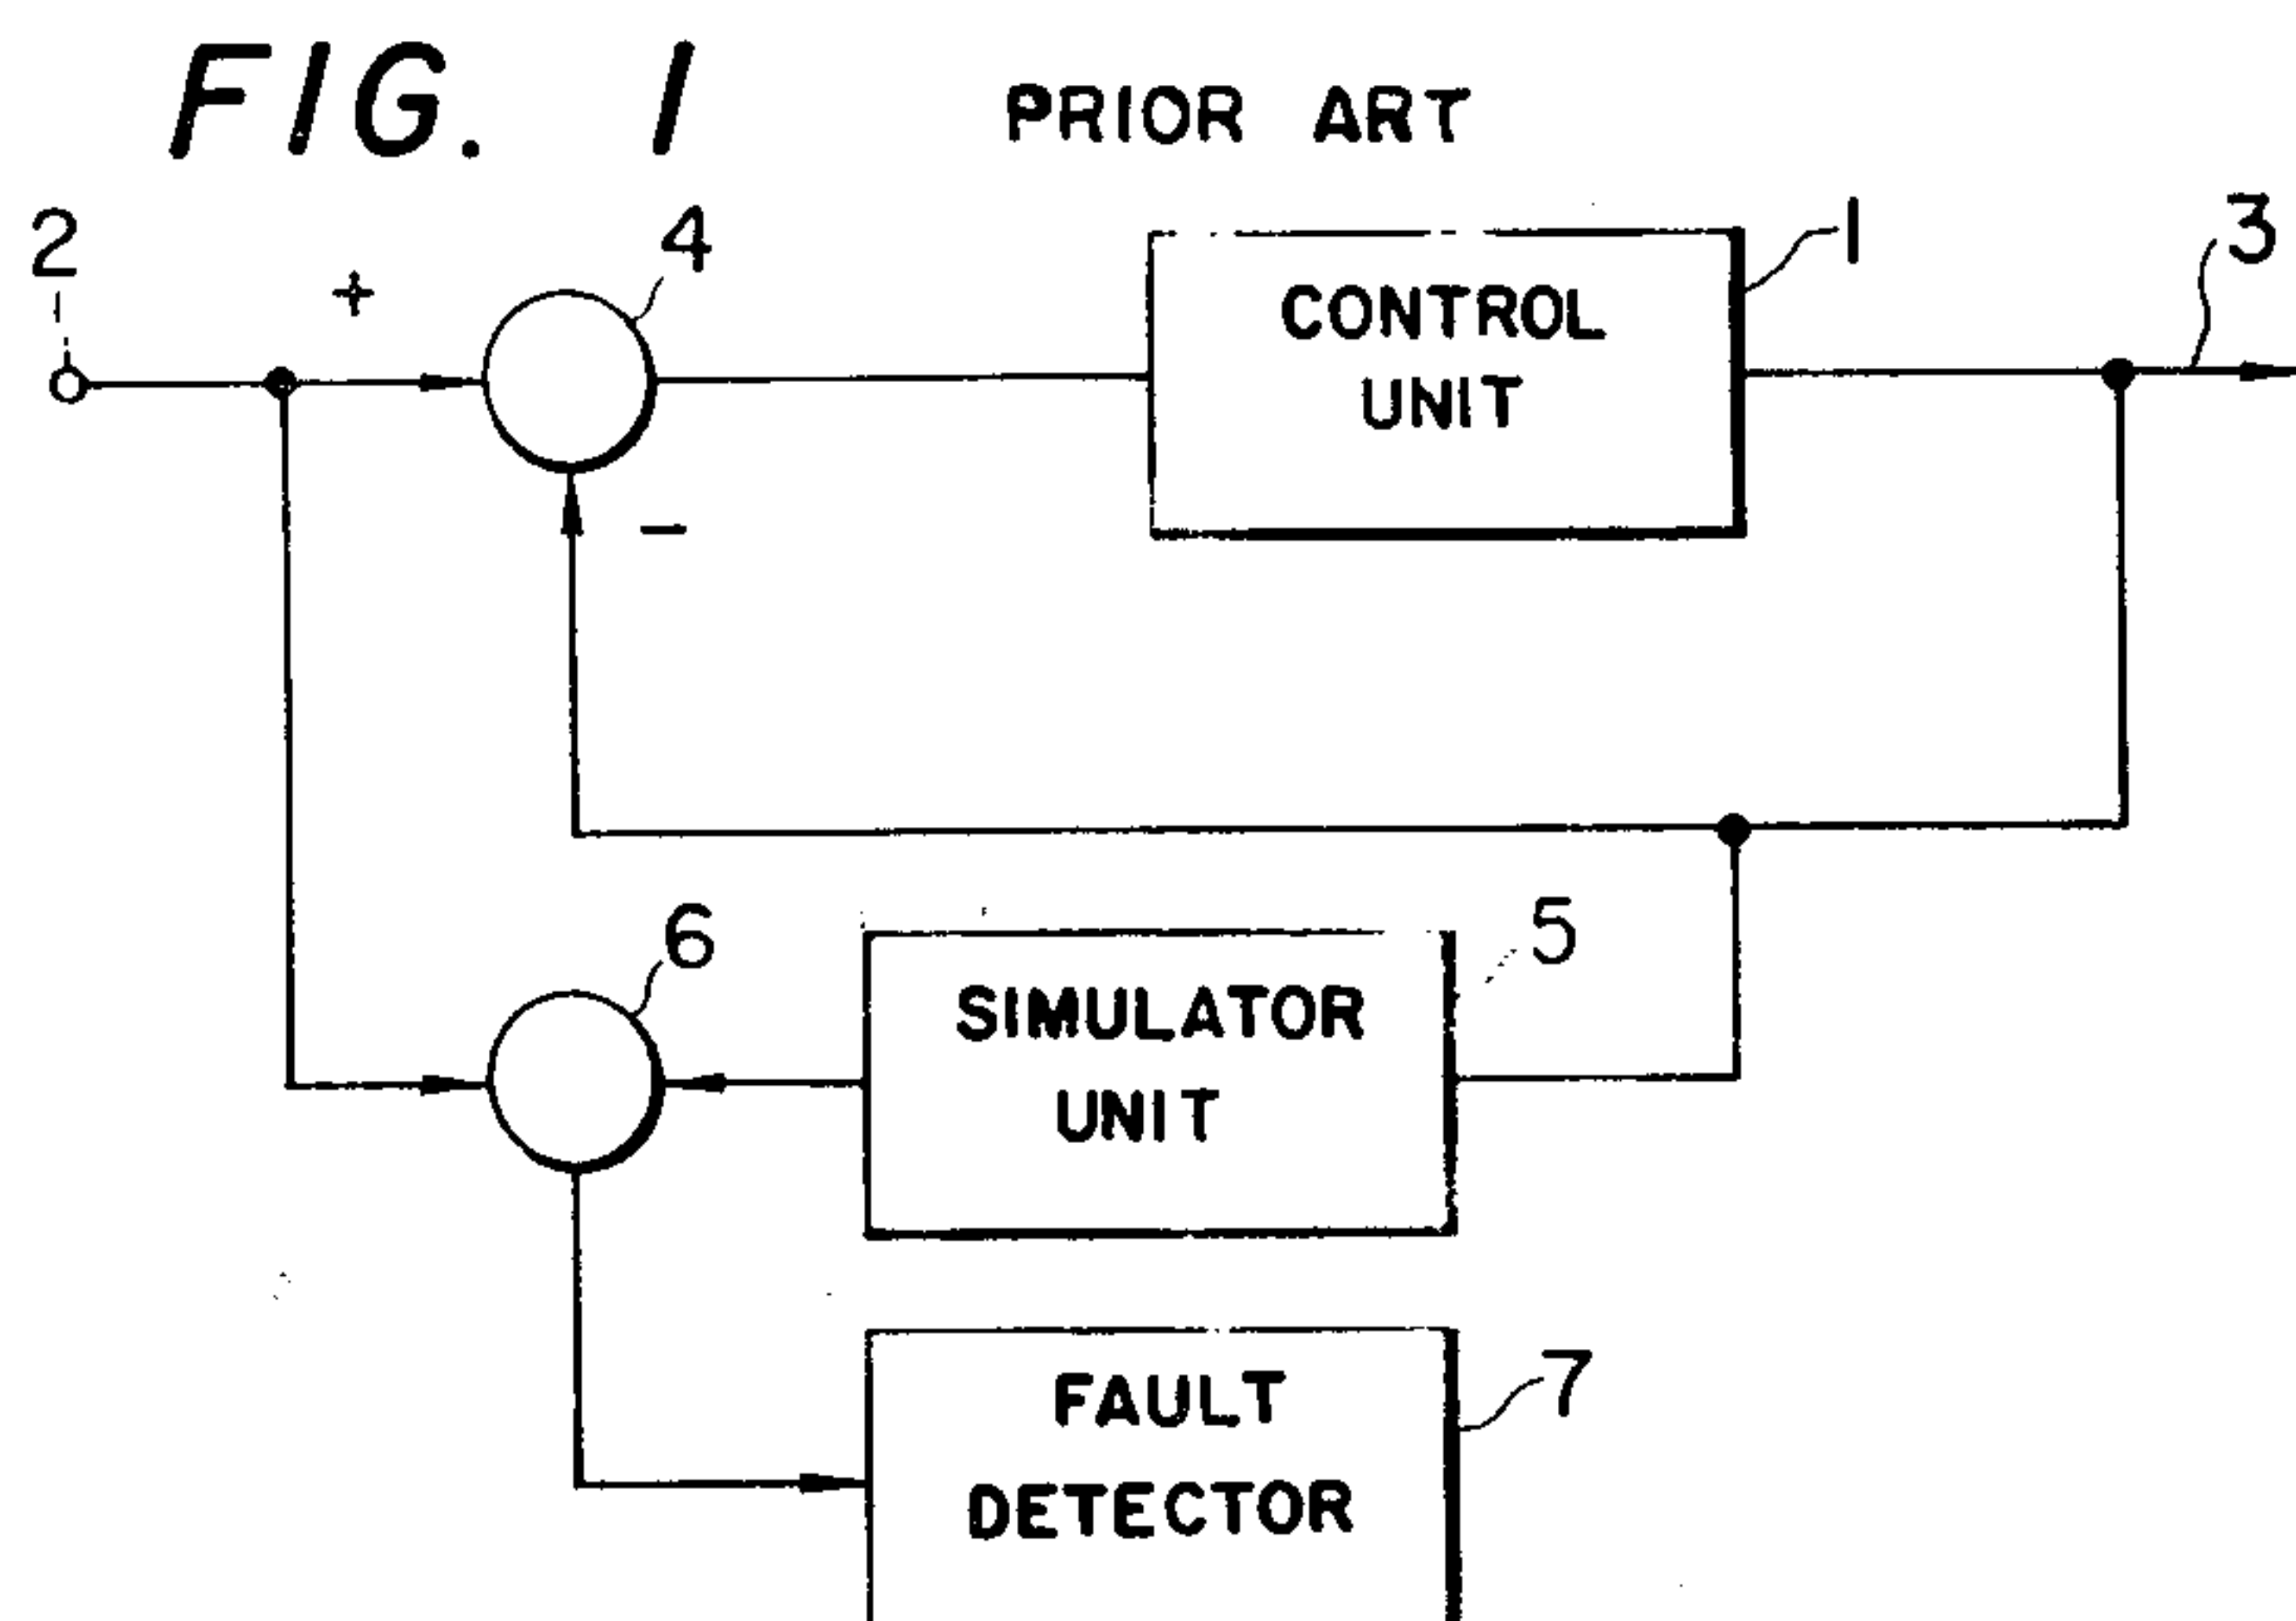 FIG. 1
PRIOR ART
2
+
4
CONTROL
UNIT
1
3
-
6
SIMULATOR
UNIT
5
FAULT
DETECTOR
7